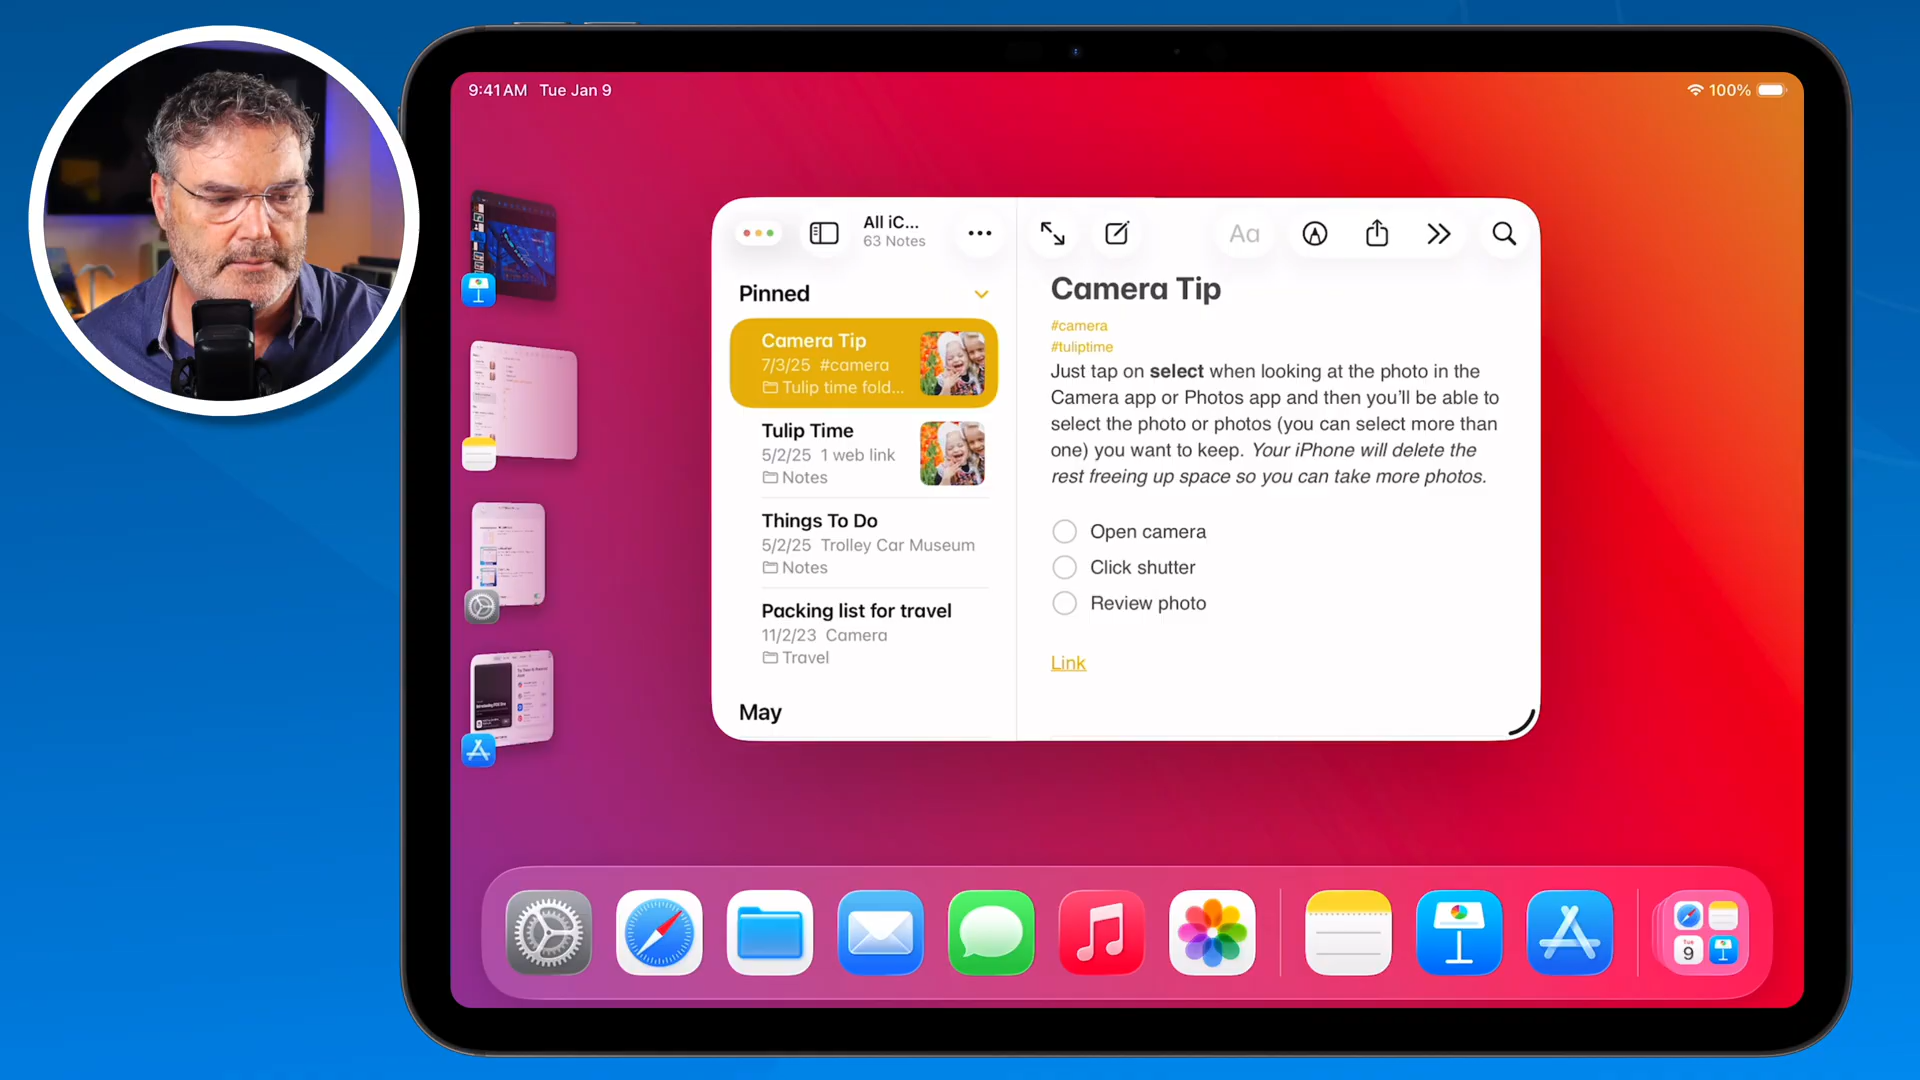 9:41 AM Tue Jan 9
100%
All iC...
63 Notes
Aa
Pinned
Camera Tip
7/3/25 #camera
Tulip time fold...
Tulip Time
5/2/25 1 web link
Notes
Things To Do
5/2/25 Trolley Car Museum
Notes
Packing list for travel
11/2/23 Camera
Travel
May
Camera Tip
#camera
#tuliptime
Just tap on select when looking at the photo in the
Camera app or Photos app and then you'll be able to
select the photo or photos (you can select more than
one) you want to keep. Your iPhone will delete the
rest freeing up space so you can take more photos.
Open camera
Click shutter
Review photo
Link
Tue
9